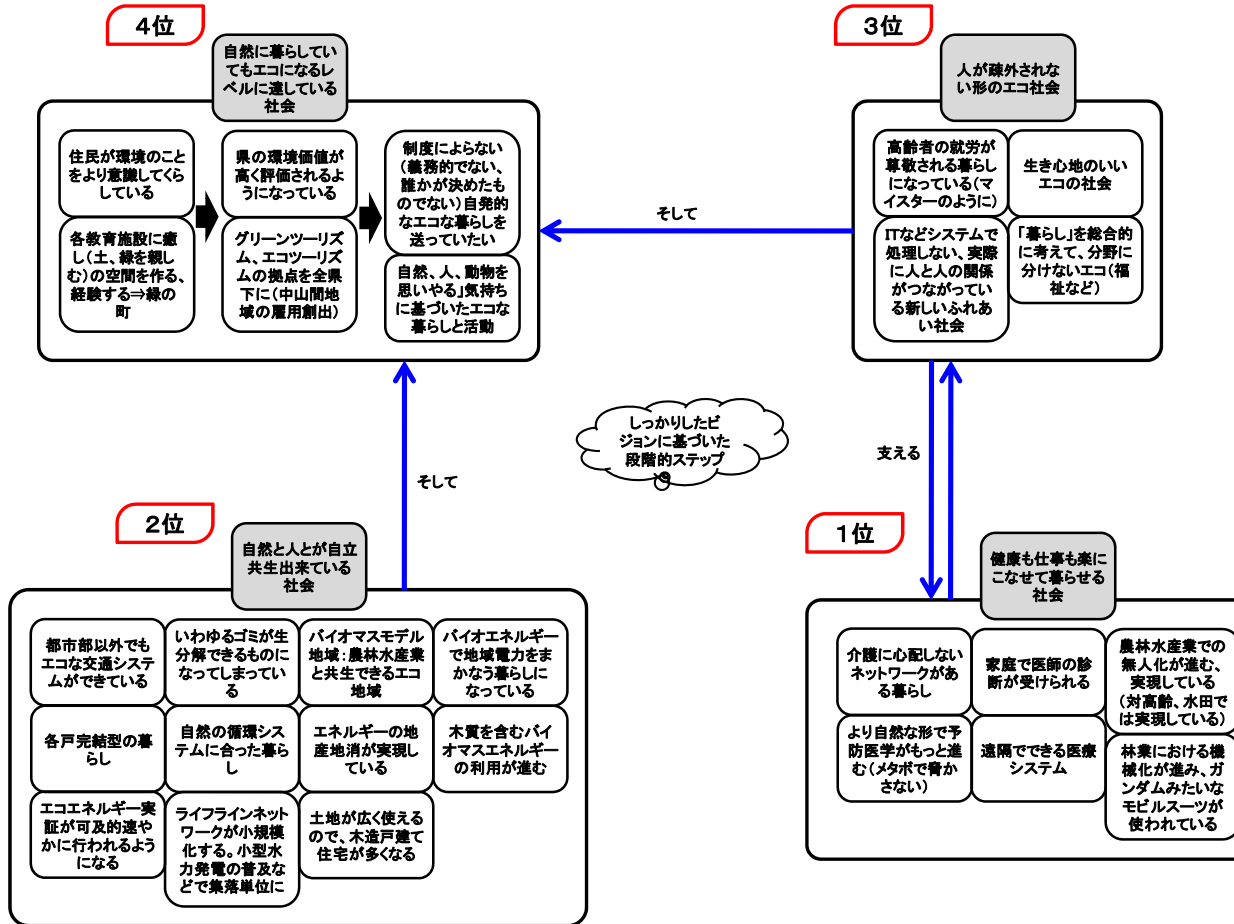 4位
自然に暮らしてい
てもエコになるレ
ベルに達している
社会
住民が環境のこと
をより意識してくら
している
県の環境価値が
高く評価されるよ
うになっている
制度によらない
(義務的でない、
誰かが決めたも
のでない)自発的
なエコな暮らしを
送っていたい
各教育施設に癒
し(土、緑を親し
む)の空間を作る、
経験する⇒緑の
町
グリーンツーリズ
ム、エコツーリズ
ムの拠点を全県
下に(中山間地
域の雇用創出)
自然、人、動物を
思いやる」気持ち
に基づいたエコな
暮らしと活動
そして
3位
人が疎外されな
い形のエコ社会
高齢者の就労が
尊敬される暮らし
になっている(マ
イスターのように)
生き心地のいい
エコの社会
ITなどシステムで
処理しない、実際
に人と人の関係
がつながってい
る新しいふれあ
い社会
「暮らし」を総合的
に考えて、分野に
分けないエコ(福
祉など)
しっかりしたビ
ジョンに基づいた
段階的ステップ
そして
支える
2位
自然と人とが自立
共生出来ている
社会
都市部以外でも
エコな交通システ
ムができている
いわゆるゴミが生
分解できるものに
なってしまってい
る
バイオマスモデル
地域:農林水産業
と共生できるエコ
地域
バイオエネルギー
で地域電力をま
かなう暮らしに
なっている
各戸完結型の暮
らし
自然の循環シス
テムに合った暮ら
し
エネルギーの地
産地消が実現し
ている
木質を含むバイ
オマスエネルギー
の利用が進む
エコエネルギー実
証が可及的速や
かに行われるよう
になる
ライフラインネット
ワークが小規模
化する。小型水
力発電の普及な
どで集落単位に
土地が広く使える
ので、木造戸建て
住宅が多くなる
1位
健康も仕事も楽に
こなせて暮らせる
社会
介護に心配しない
ネットワークがあ
る暮らし
家庭で医師の診
断が受けられる
農林水産業での
無人化が進む、
実現している
(対高齢、水田で
は実現している)
より自然な形で予
防医学がもっと進
む(メタボで脅か
さない)
遠隔でできる医療
システム
林業における機
械化が進み、ガ
ンダムみたいな
モビルスーツが
使われている